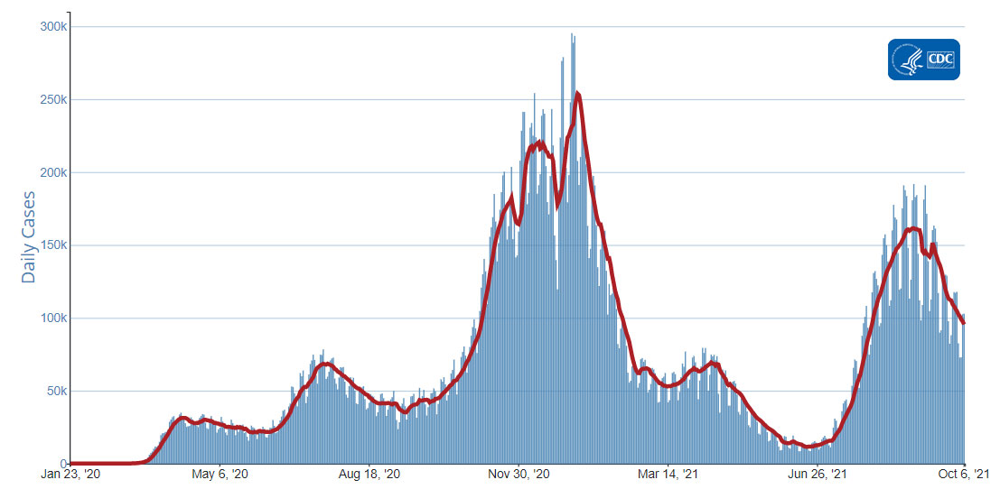 300k
250k
200k
150k
100k
50k
0
Daily Cases
CDC
Jan 23, '20
May 6, '20
Aug 18, '20
Nov 30, '20
Mar 14, '21
Jun 26, '21
Oct 6, '21